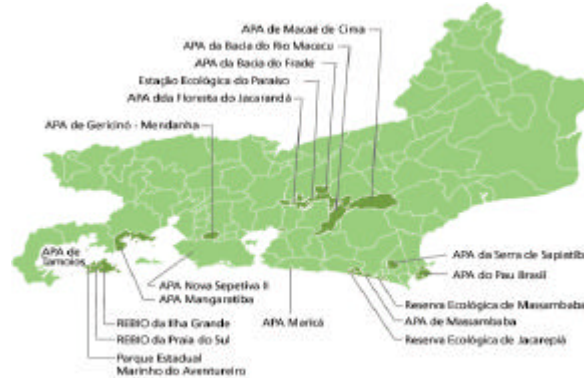 APA de Macaé de Cima
APA da Bacia do Rio Macacu
APA da Bacia do Frade
Estação Ecológica do Paraíso
APA dda Floresta do Jacarandá
APA de Gericinó - Mendanha
APA de
Tamoios
APA da Serra de Sapiatiba
APA do Pau Brasil
APA Nova Sepetiva II
APA Mangaratiba
Reserva Ecológica de Massambaba
APA Maricá
APA de Massambaba
REBIO da Ilha Grande
Reserva Ecológica de Jacarepiá
REBIO da Praia do Sul
Parque Estadual
Marinho do Aventureiro